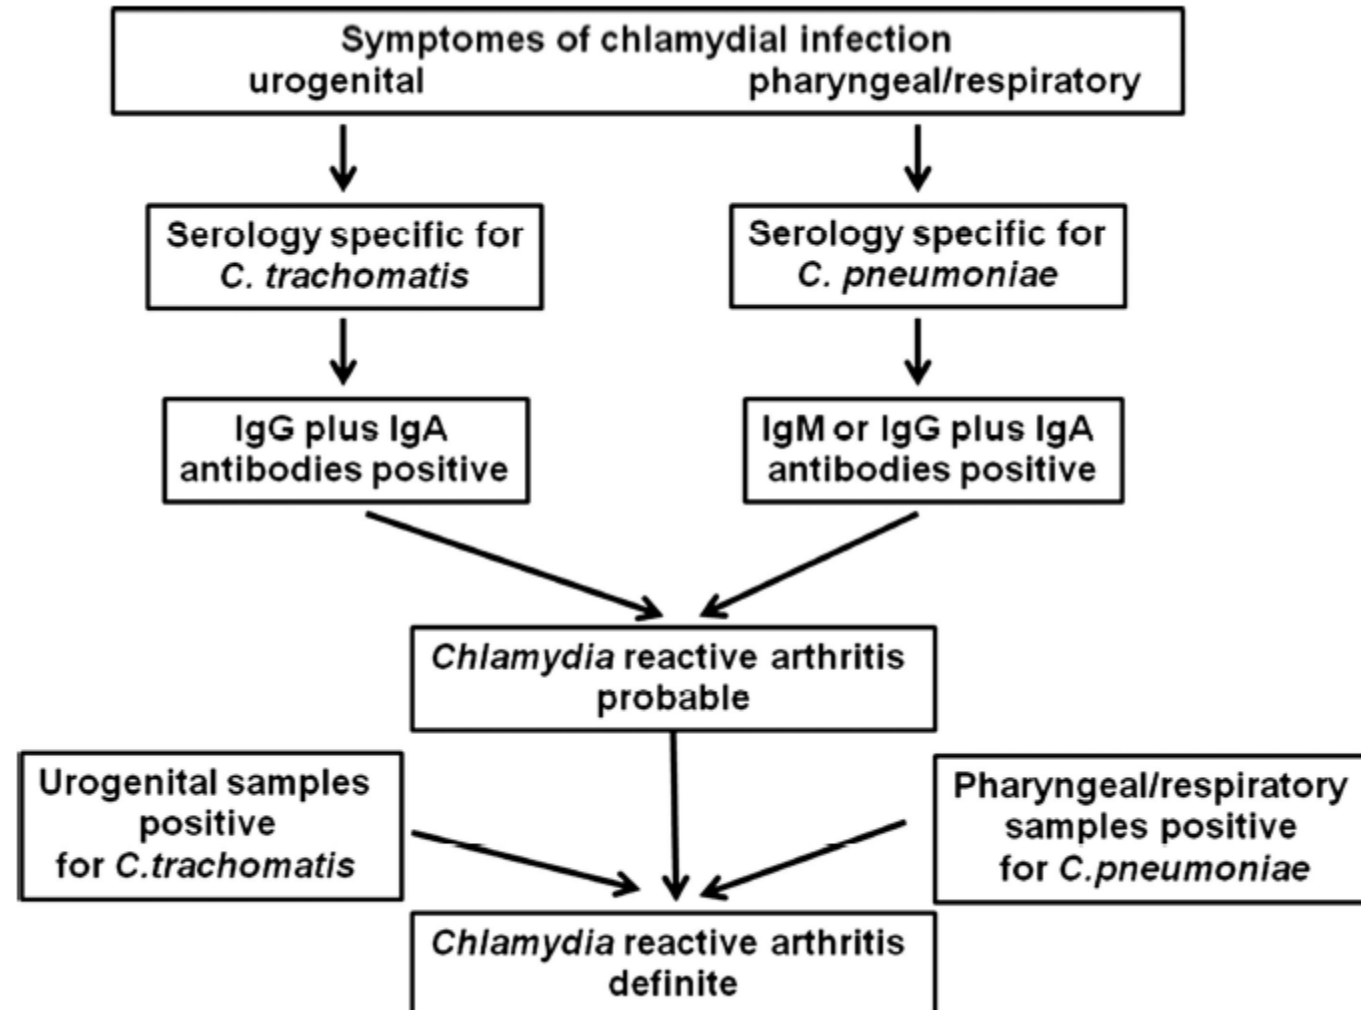 Symptomes of chlamydial infection
urogenital pharyngeal/respiratory
Serology specific for
C. trachomatis
Serology specific for
C. pneumoniae
IgG plus IgA
antibodies positive
IgM or IgG plus IgA
antibodies positive
Chlamydia reactive arthritis
probable
Urogenital samples
positive
for C.trachomatis
Pharyngeal/respiratory
samples positive
for C.pneumoniae
Chlamydia reactive arthritis
definite